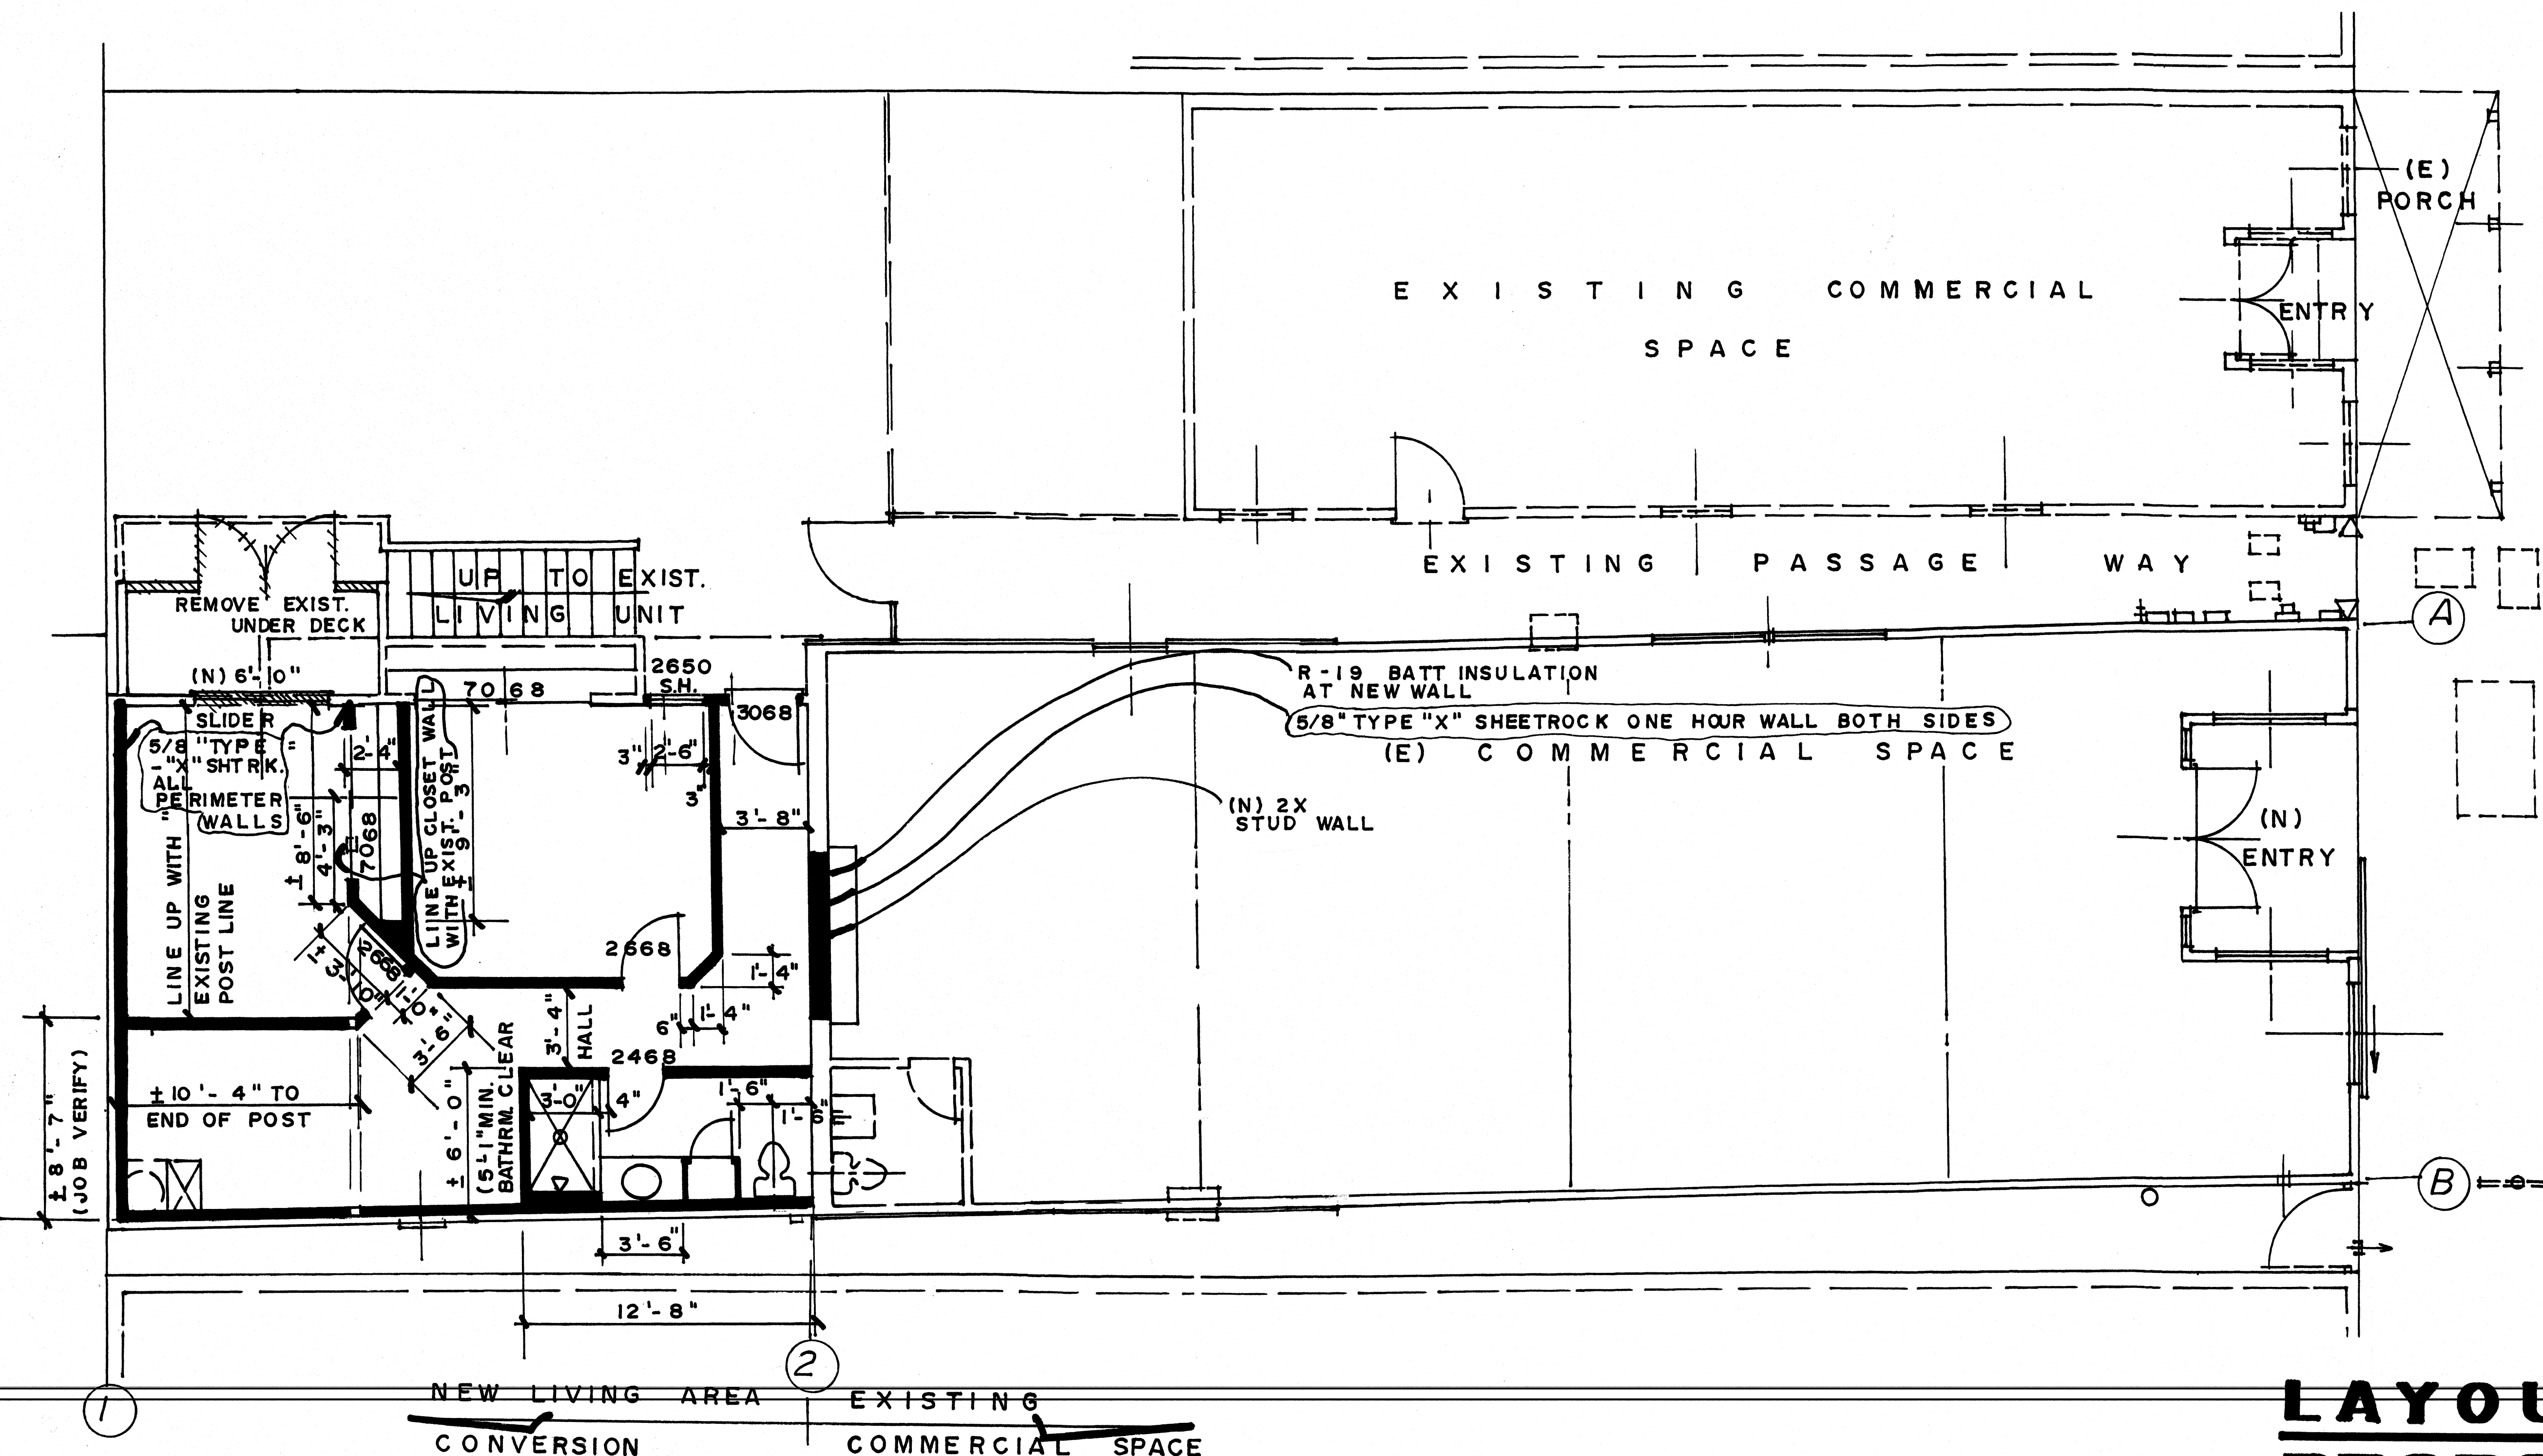 (E)
PORCH
EXISTING COMMERCIAL
SPACE
ENTRY
EXISTING PASSAGE WAY
A
UP TO EXIST.
LIVING UNIT
REMOVE EXIST.
UNDER DECK
(N) 6'-10"
SLIDER
5/8 "TYPE "
-"X" SHTRK.
ALL
PERIMETER
WALLS
2'-4"
7068
2650
S.H.
3068
3"
2'-6"
3"
3'-8"
R-19 BATT INSULATION
AT NEW WALL
5/8" TYPE "X" SHEETROCK ONE HOUR WALL BOTH SIDES
(E) COMMERCIAL SPACE
(N) 2X
STUD WALL
(N)
ENTRY
LINE UP WITH
EXISTING
POST LINE
± 8'-6"
4'-3"
7068
LINE UP CLOSET WALL
WITH EXIST. POST
± 9'-3"
2668
1'-4"
6"
1'-4"
2668
± 3'-10"
1'-0"
3'-6"
3'-4"
HALL
2468
± 8'-7"
(JOB VERIFY)
±10'-4" TO
END OF POST
± 6'-0"
(5'-1" MIN.
BATHRM. CLEAR
3'-0"
4"
1'-6"
1'-6"
B
3'-6"
12'-8"
2
1
NEW LIVING AREA
CONVERSION
EXISTING
COMMERCIAL SPACE
LAYOU